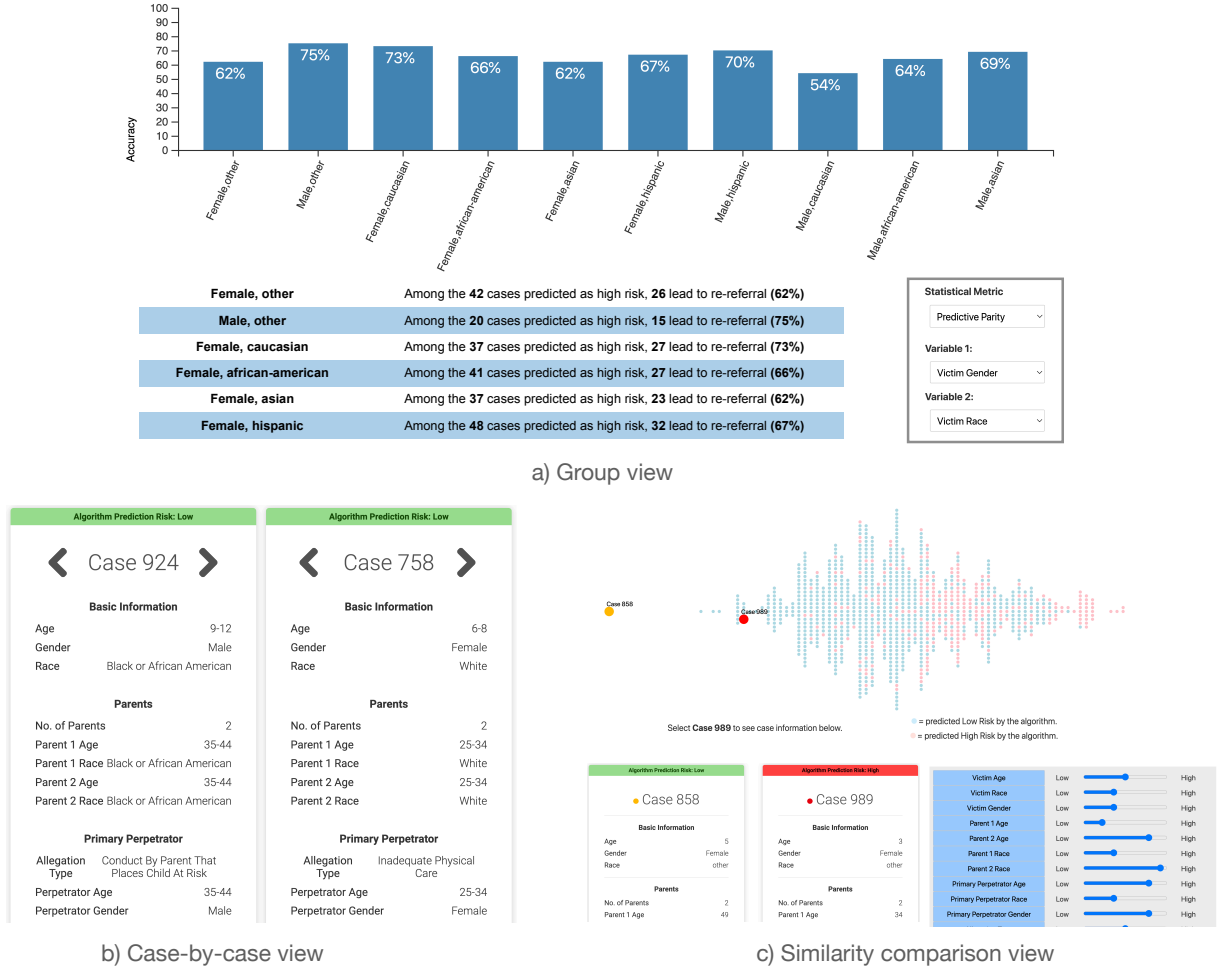 100
90
80
70
60
50
40
30
20
10
0
Accuracy
62%
75%
73%
66%
62%
67%
70%
54%
64%
69%
Female,other
Male,other
Female,caucasian
Female,african-american
Female,asian
Female,hispanic
Male,hispanic
Male,caucasian
Male,african-american
Male,asian
Female, other Among the 42 cases predicted as high risk, 26 lead to re-referral (62%)
Male, other Among the 20 cases predicted as high risk, 15 lead to re-referral (75%)
Female, caucasian Among the 37 cases predicted as high risk, 27 lead to re-referral (73%)
Female, african-american Among the 41 cases predicted as high risk, 27 lead to re-referral (66%)
Female, asian Among the 37 cases predicted as high risk, 23 lead to re-referral (62%)
Female, hispanic Among the 48 cases predicted as high risk, 32 lead to re-referral (67%)
Statistical Metric
Predictive Parity
Variable 1:
Victim Gender
Variable 2:
Victim Race
a) Group view
Algorithm Prediction Risk: Low
Case 924
Basic Information
Age 9-12
Gender Male
Race Black or African American
Parents
No. of Parents 2
Parent 1 Age 35-44
Parent 1 Race Black or African American
Parent 2 Age 35-44
Parent 2 Race Black or African American
Primary Perpetrator
Allegation Type Conduct By Parent That Places Child At Risk
Perpetrator Age 35-44
Perpetrator Gender Male
Algorithm Prediction Risk: Low
Case 758
Basic Information
Age 6-8
Gender Female
Race White
Parents
No. of Parents 2
Parent 1 Age 25-34
Parent 1 Race White
Parent 2 Age 25-34
Parent 2 Race White
Primary Perpetrator
Allegation Type Inadequate Physical Care
Perpetrator Age 25-34
Perpetrator Gender Female
b) Case-by-case view
Case 858
Case 989
Select Case 989 to see case information below.
= predicted Low Risk by the algorithm.
= predicted High Risk by the algorithm.
Algorithm Prediction Risk: Low
Case 858
Basic Information
Age 5
Gender Female
Race other
Parents
No. of Parents 2
Parent 1 Age 49
Algorithm Prediction Risk: High
Case 989
Basic Information
Age 3
Gender Female
Race other
Parents
No. of Parents 2
Parent 1 Age 34
Victim Age Low High
Victim Race Low High
Victim Gender Low High
Parent 1 Age Low High
Parent 2 Age Low High
Parent 1 Race Low High
Parent 2 Race Low High
Primary Perpetrator Age Low High
Primary Perpetrator Race Low High
Primary Perpetrator Gender Low High
c) Similarity comparison view